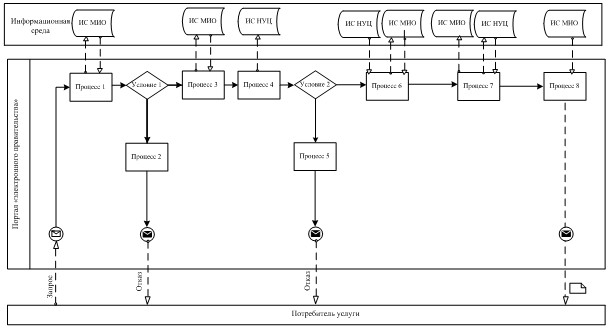 Информационная
среда
ИС МИО
ИС МИО
ИС НУЦ
ИС НУЦ
ИС МИО
ИС МИО
ИС НУЦ
ИС МИО
Портал «электронного правительства»
Процесс 1
Условие 1
Процесс 3
Процесс 4
Условие 2
Процесс 6
Процесс 7
Процесс 8
Процесс 2
Процесс 5
Запрос
Отказ
Отказ
Потребитель услуги